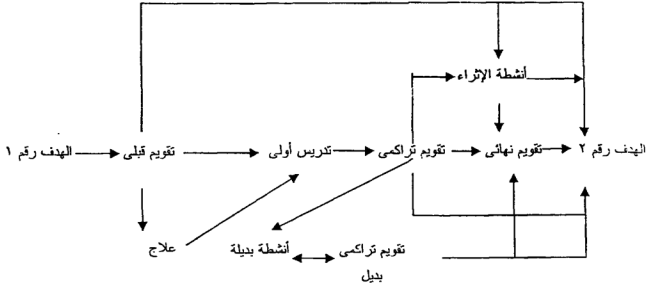 أنشطة الإثراء
الهدف رقم ١
تقويم قبلى
تدريس أولى
تقويم تراكمى
تقويم نهائى
الهدف رقم ٢
علاج
أنشطة بديلة
تقويم تراكمى
بديل